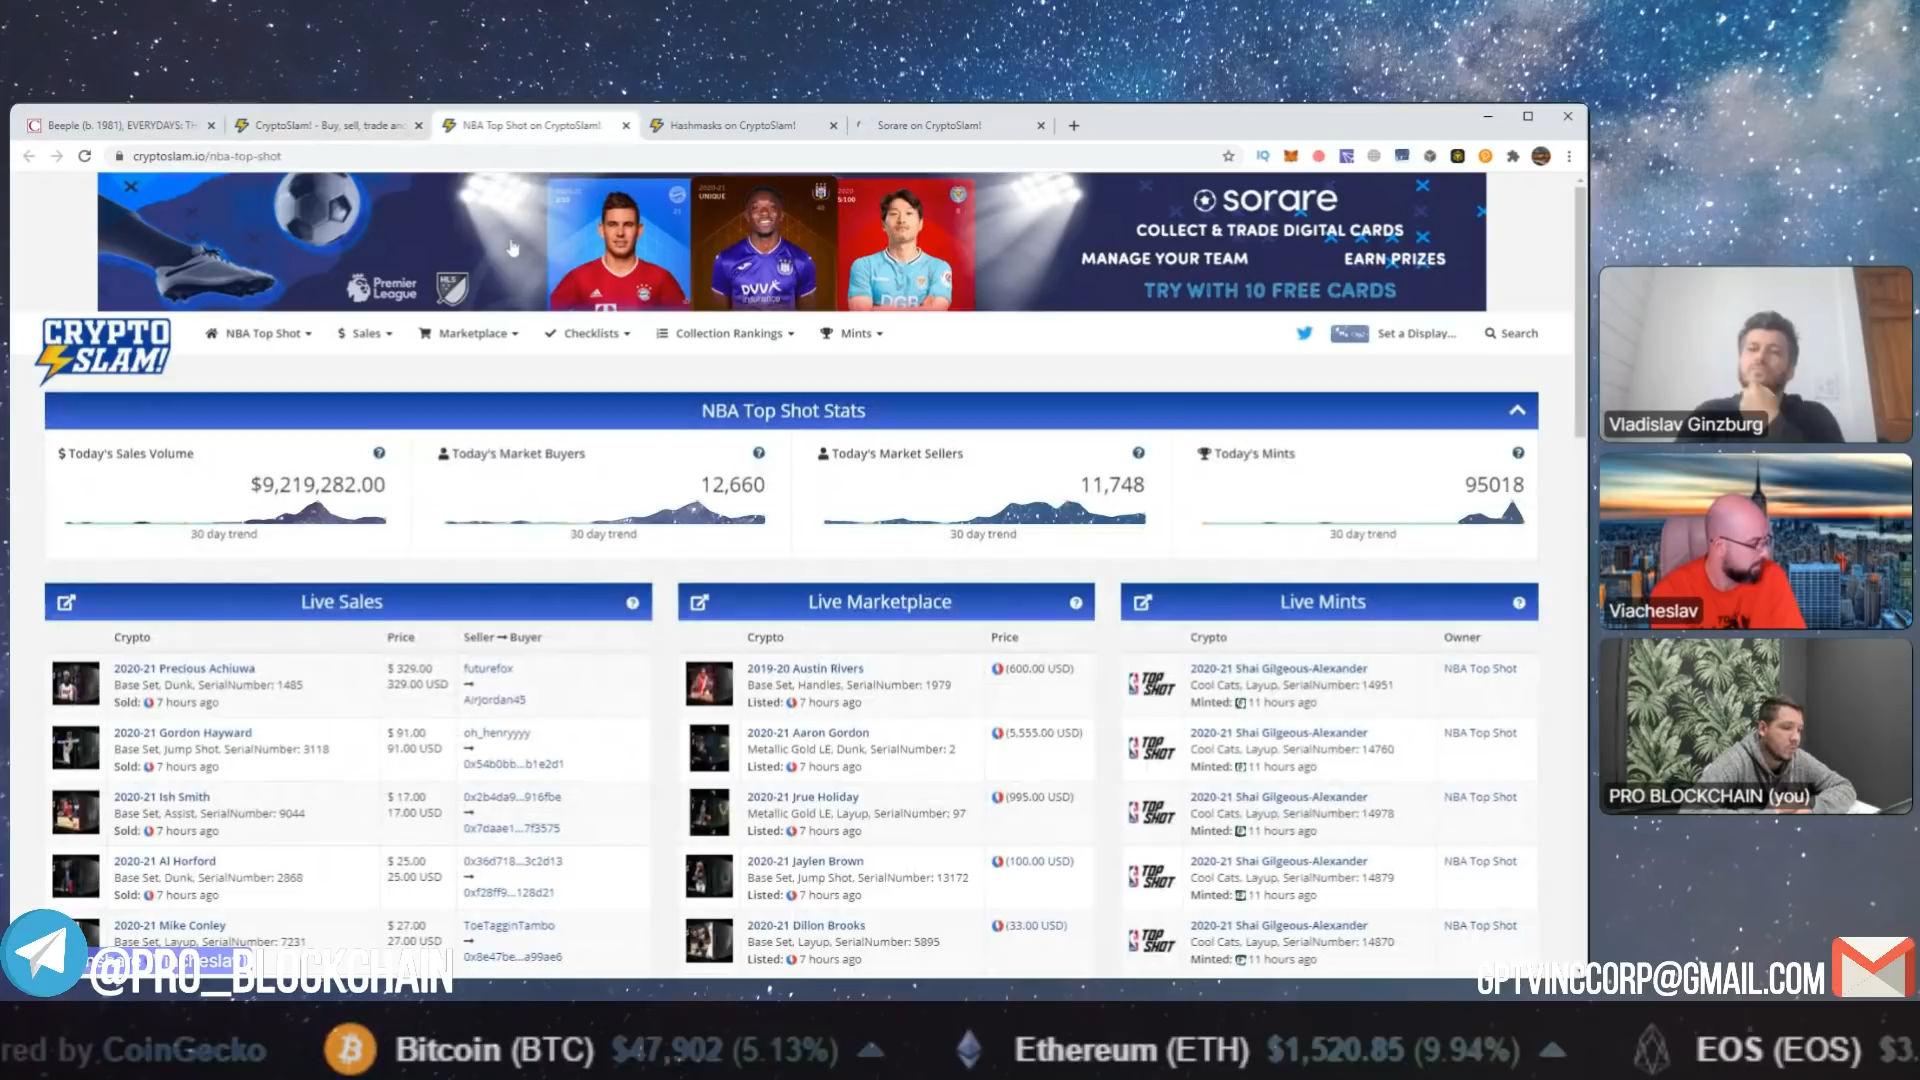 Beeple (b. 1981), EVERYDAYS: TH
CryptoSlam! - Buy, sell, trade and
NBA Top Shot on CryptoSlam!
Hashmasks on CryptoSlam!
Sorare on CryptoSlam!
cryptoslam.io/nba-top-shot
Premier League
MLS
2020-21
UNIQUE
sorare
COLLECT & TRADE DIGITAL CARDS
MANAGE YOUR TEAM EARN PRIZES
TRY WITH 10 FREE CARDS
CRYPTO SLAM!
NBA Top Shot
Sales
Marketplace
Checklists
Collection Rankings
Mints
Set a Display...
Search
NBA Top Shot Stats
$ Today's Sales Volume
$9,219,282.00
30 day trend
Today's Market Buyers
12,660
30 day trend
Today's Market Sellers
11,748
30 day trend
Today's Mints
95018
30 day trend
Live Sales
Crypto Price Seller → Buyer
2020-21 Precious Achiuwa $ 329.00 futurefox
Base Set, Dunk, SerialNumber: 1485 329.00 USD →
Sold: 7 hours ago AirJordan45
2020-21 Gordon Hayward $ 91.00 oh_henryyyy
Base Set, Jump Shot, SerialNumber: 3118 91.00 USD →
Sold: 7 hours ago 0x54b0bb...b1e2d1
2020-21 Ish Smith $ 17.00 0x2b4da9...916fbe
Base Set, Assist, SerialNumber: 9044 17.00 USD →
Sold: 7 hours ago 0x7daae1...7f3575
2020-21 Al Horford $ 25.00 0x36d718...3c2d13
Base Set, Dunk, SerialNumber: 2868 25.00 USD →
Sold: 7 hours ago 0xf28ff9...128d21
2020-21 Mike Conley $ 27.00 ToeTagginTambo
Base Set, Layup, SerialNumber: 7231 27.00 USD →
0x8e47be...a99ae6
Live Marketplace
Crypto Price
2019-20 Austin Rivers (600.00 USD)
Base Set, Handles, SerialNumber: 1979
Listed: 7 hours ago
2020-21 Aaron Gordon (5,555.00 USD)
Metallic Gold LE, Dunk, SerialNumber: 2
Listed: 7 hours ago
2020-21 Jrue Holiday (995.00 USD)
Metallic Gold LE, Layup, SerialNumber: 97
Listed: 7 hours ago
2020-21 Jaylen Brown (100.00 USD)
Base Set, Jump Shot, SerialNumber: 13172
Listed: 7 hours ago
2020-21 Dillon Brooks (33.00 USD)
Base Set, Layup, SerialNumber: 5895
Listed: 7 hours ago
Live Mints
Crypto Owner
TOP SHOT
2020-21 Shai Gilgeous-Alexander NBA Top Shot
Cool Cats, Layup, SerialNumber: 14951
Minted: 11 hours ago
TOP SHOT
2020-21 Shai Gilgeous-Alexander NBA Top Shot
Cool Cats, Layup, SerialNumber: 14760
Minted: 11 hours ago
TOP SHOT
2020-21 Shai Gilgeous-Alexander NBA Top Shot
Cool Cats, Layup, SerialNumber: 14978
Minted: 11 hours ago
TOP SHOT
2020-21 Shai Gilgeous-Alexander NBA Top Shot
Cool Cats, Layup, SerialNumber: 14879
Minted: 11 hours ago
TOP SHOT
2020-21 Shai Gilgeous-Alexander NBA Top Shot
Cool Cats, Layup, SerialNumber: 14870
Minted: 11 hours ago
Vladislav Ginzburg
Viacheslav
PRO BLOCKCHAIN (you)
@PRO_BLOCKCHAIN
GPTVINCCORP@GMAIL.COM
red by CoinGecko
Bitcoin (BTC) $47,902 (5.13%)
Ethereum (ETH) $1,520.85 (9.94%)
EOS (EOS) $3.